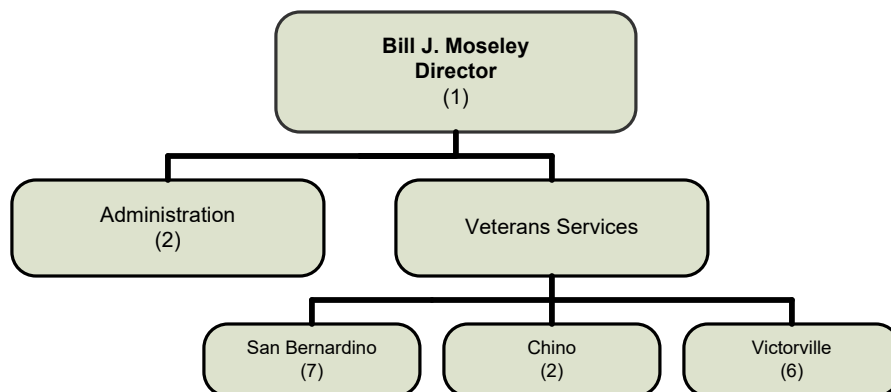 Bill J. Moseley
Director
(1)
Administration
(2)
Veterans Services
San Bernardino
(7)
Chino
(2)
Victorville
(6)